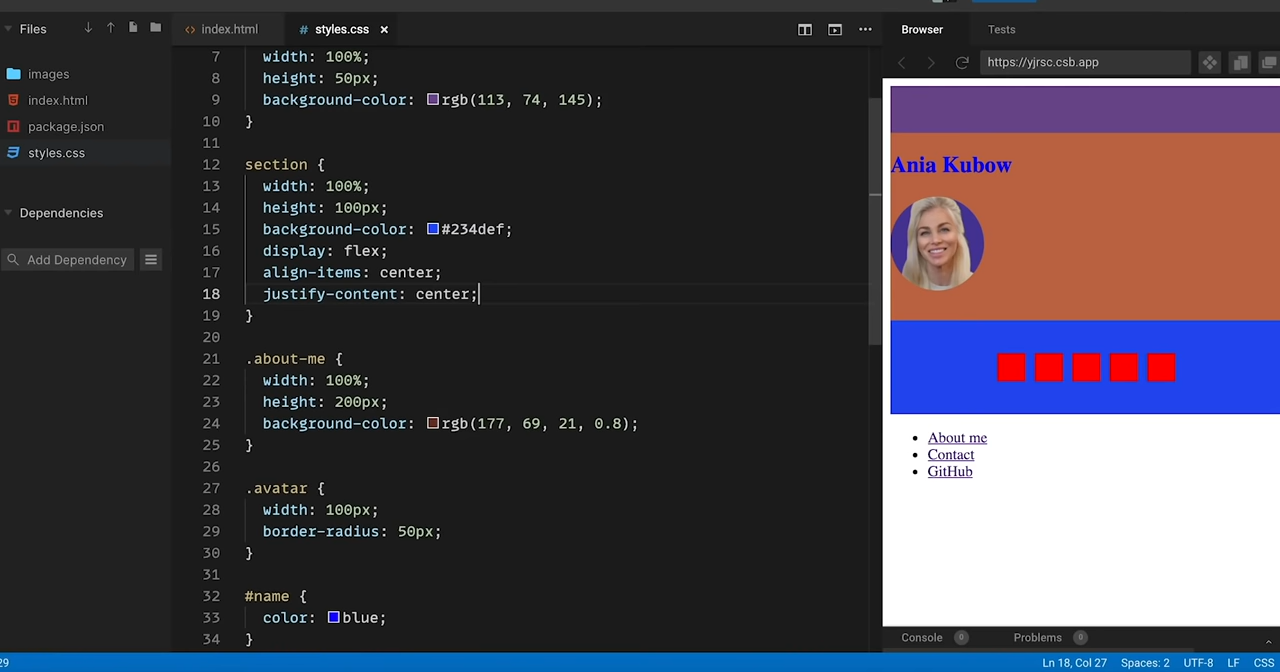 Files
index.html
styles.css
Browser
Tests
https://yjrsc.csb.app
images
index.html
package.json
styles.css
Dependencies
Add Dependency
7 width: 100%;
8 height: 50px;
9 background-color: rgb(113, 74, 145);
10 }
11
12 section {
13 width: 100%;
14 height: 100px;
15 background-color: #234def;
16 display: flex;
17 align-items: center;
18 justify-content: center;
19 }
20
21 .about-me {
22 width: 100%;
23 height: 200px;
24 background-color: rgb(177, 69, 21, 0.8);
25 }
26
27 .avatar {
28 width: 100px;
29 border-radius: 50px;
30 }
31
32 #name {
33 color: blue;
34 }
Ania Kubow
About me
Contact
GitHub
Console 0
Problems 0
29
Ln 18, Col 27 Spaces: 2 UTF-8 LF CSS